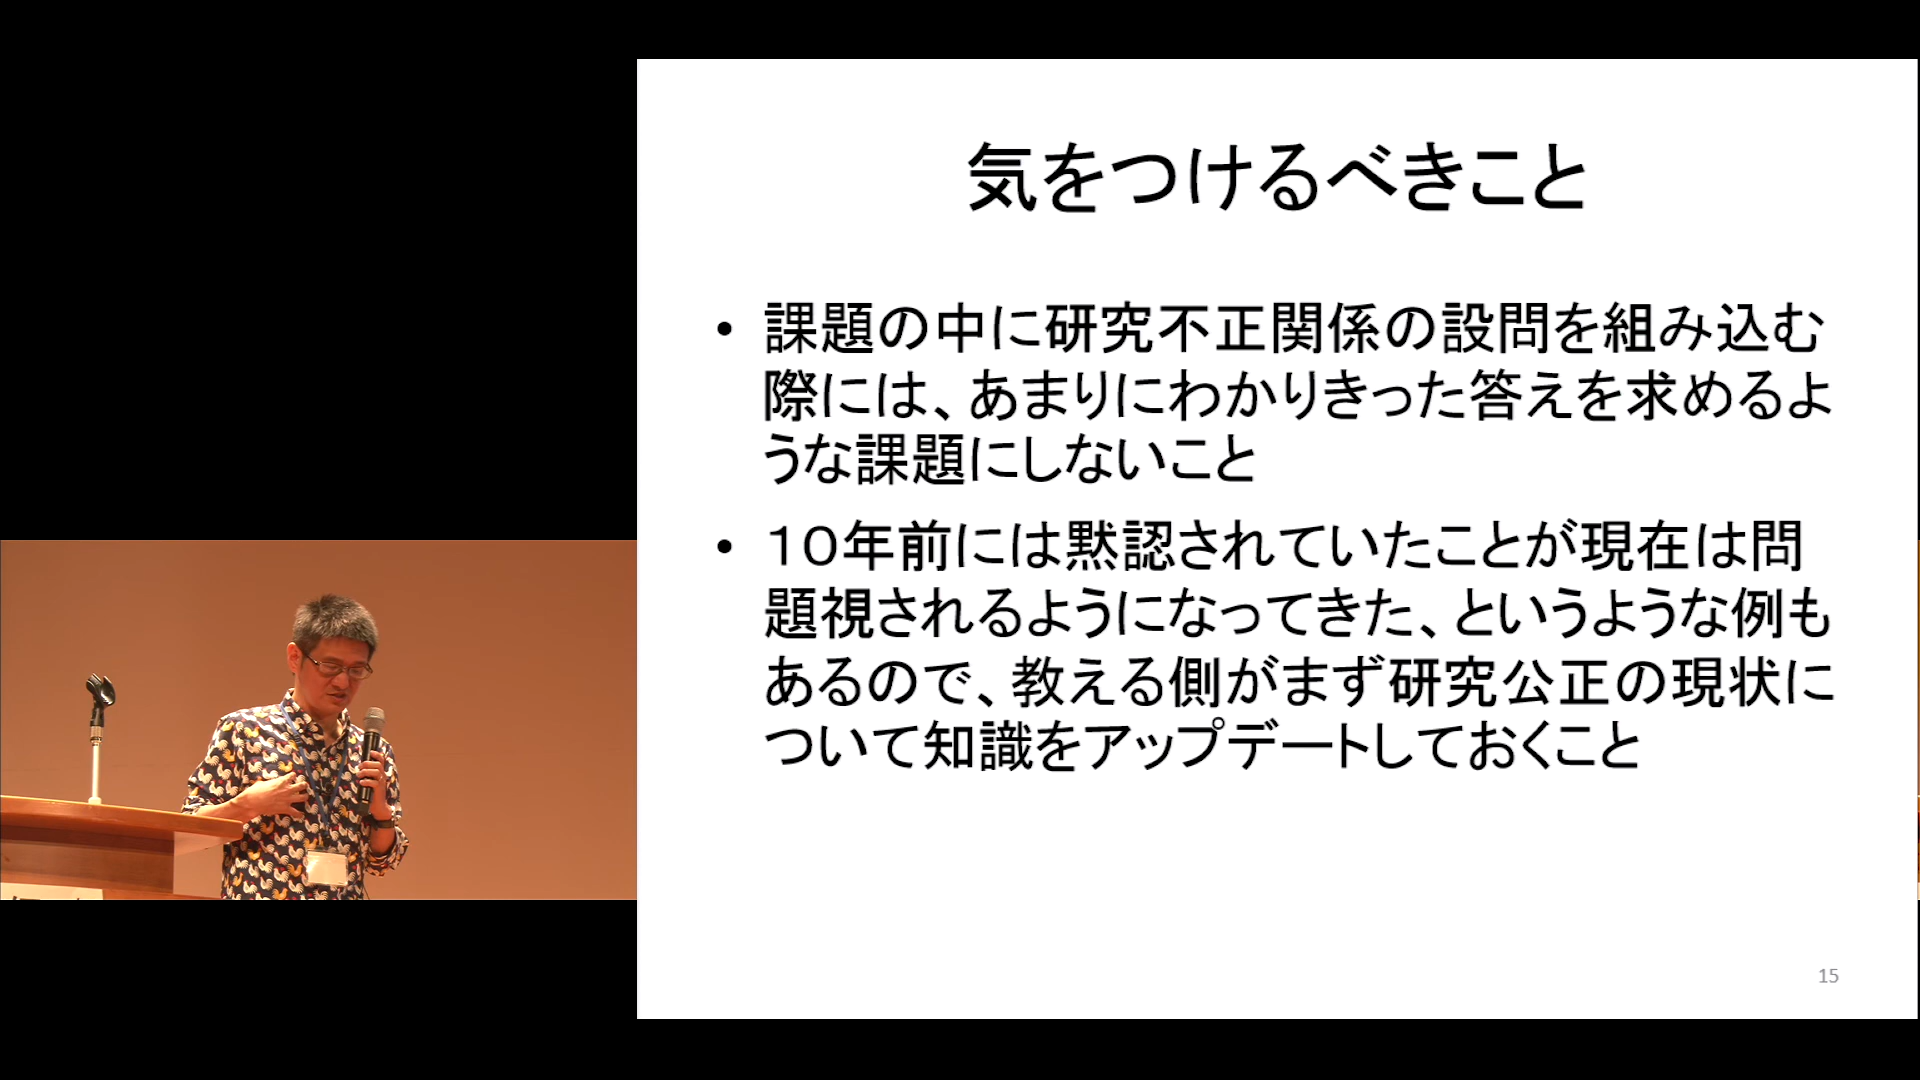 気をつけるべきこと
• 課題の中に研究不正関係の設問を組み込む
際には、あまりにわかりきった答えを求めるよ
うな課題にしないこと
• １０年前には黙認されていたことが現在は問
題視されるようになってきた、というような例も
あるので、教える側がまず研究公正の現状に
ついて知識をアップデートしておくこと
15